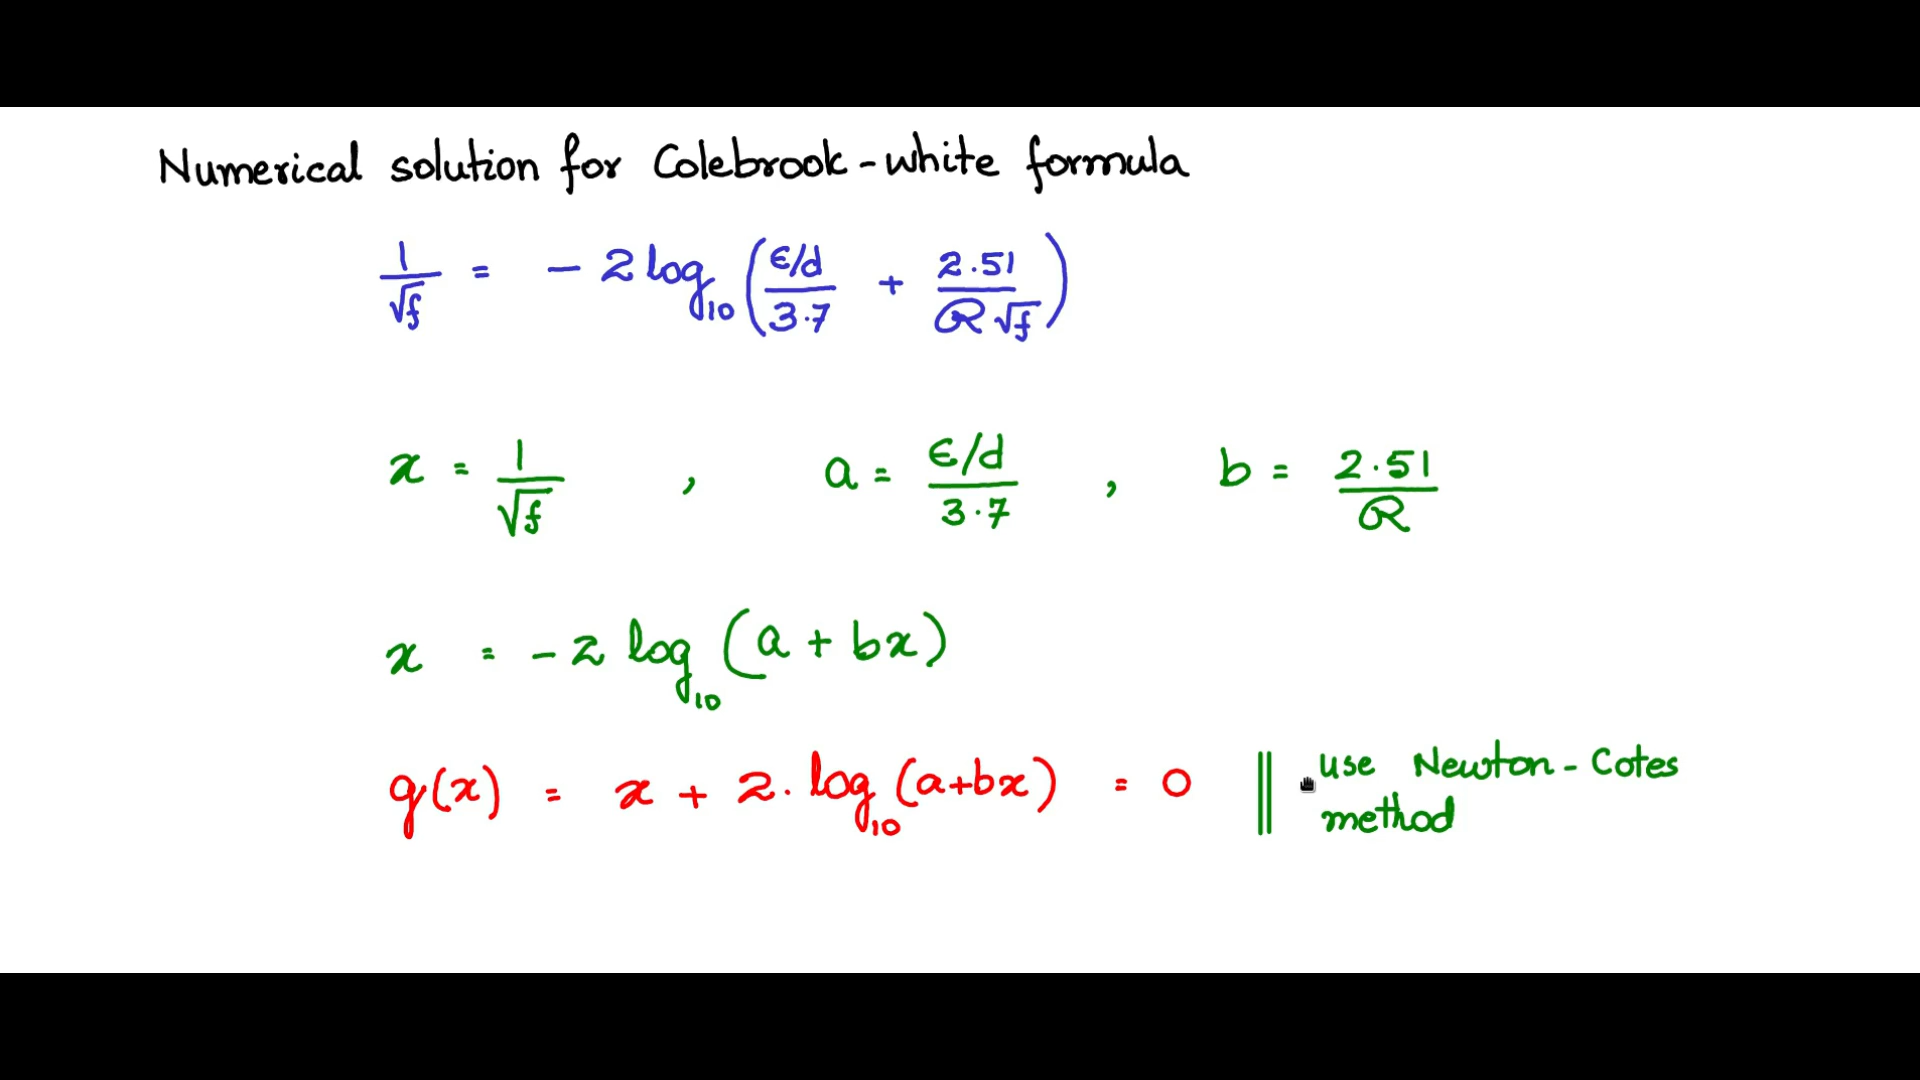 Numerical solution for Colebrook-white formula
1/√f = -2 log₁₀ ( (ϵ/d)/3.7 + 2.51/(R √f) )
x = 1/√f , a = (ϵ/d)/3.7 , b = 2.51/R
x = -2 log₁₀ (a + bx)
g(x) = x + 2. log₁₀ (a+bx) = 0 || use Newton-Cotes
method